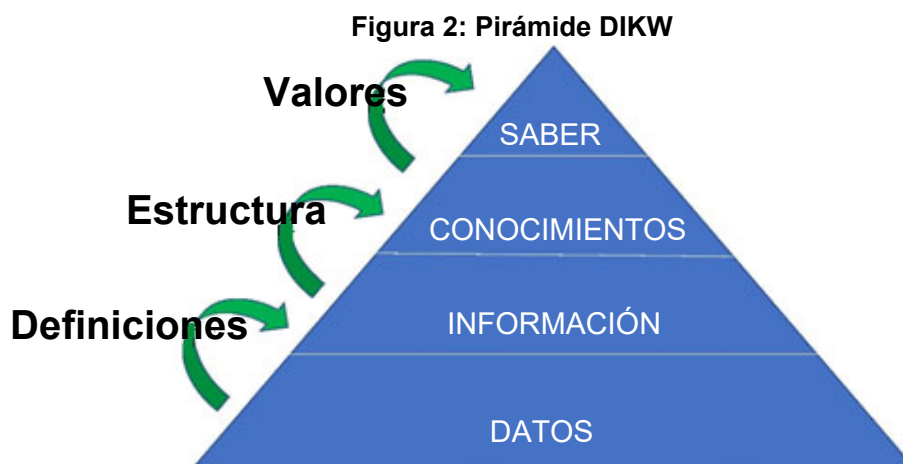 Figura 2: Pirámide DIKW
Valores
SABER
Estructura
CONOCIMIENTOS
Definiciones
INFORMACIÓN
DATOS